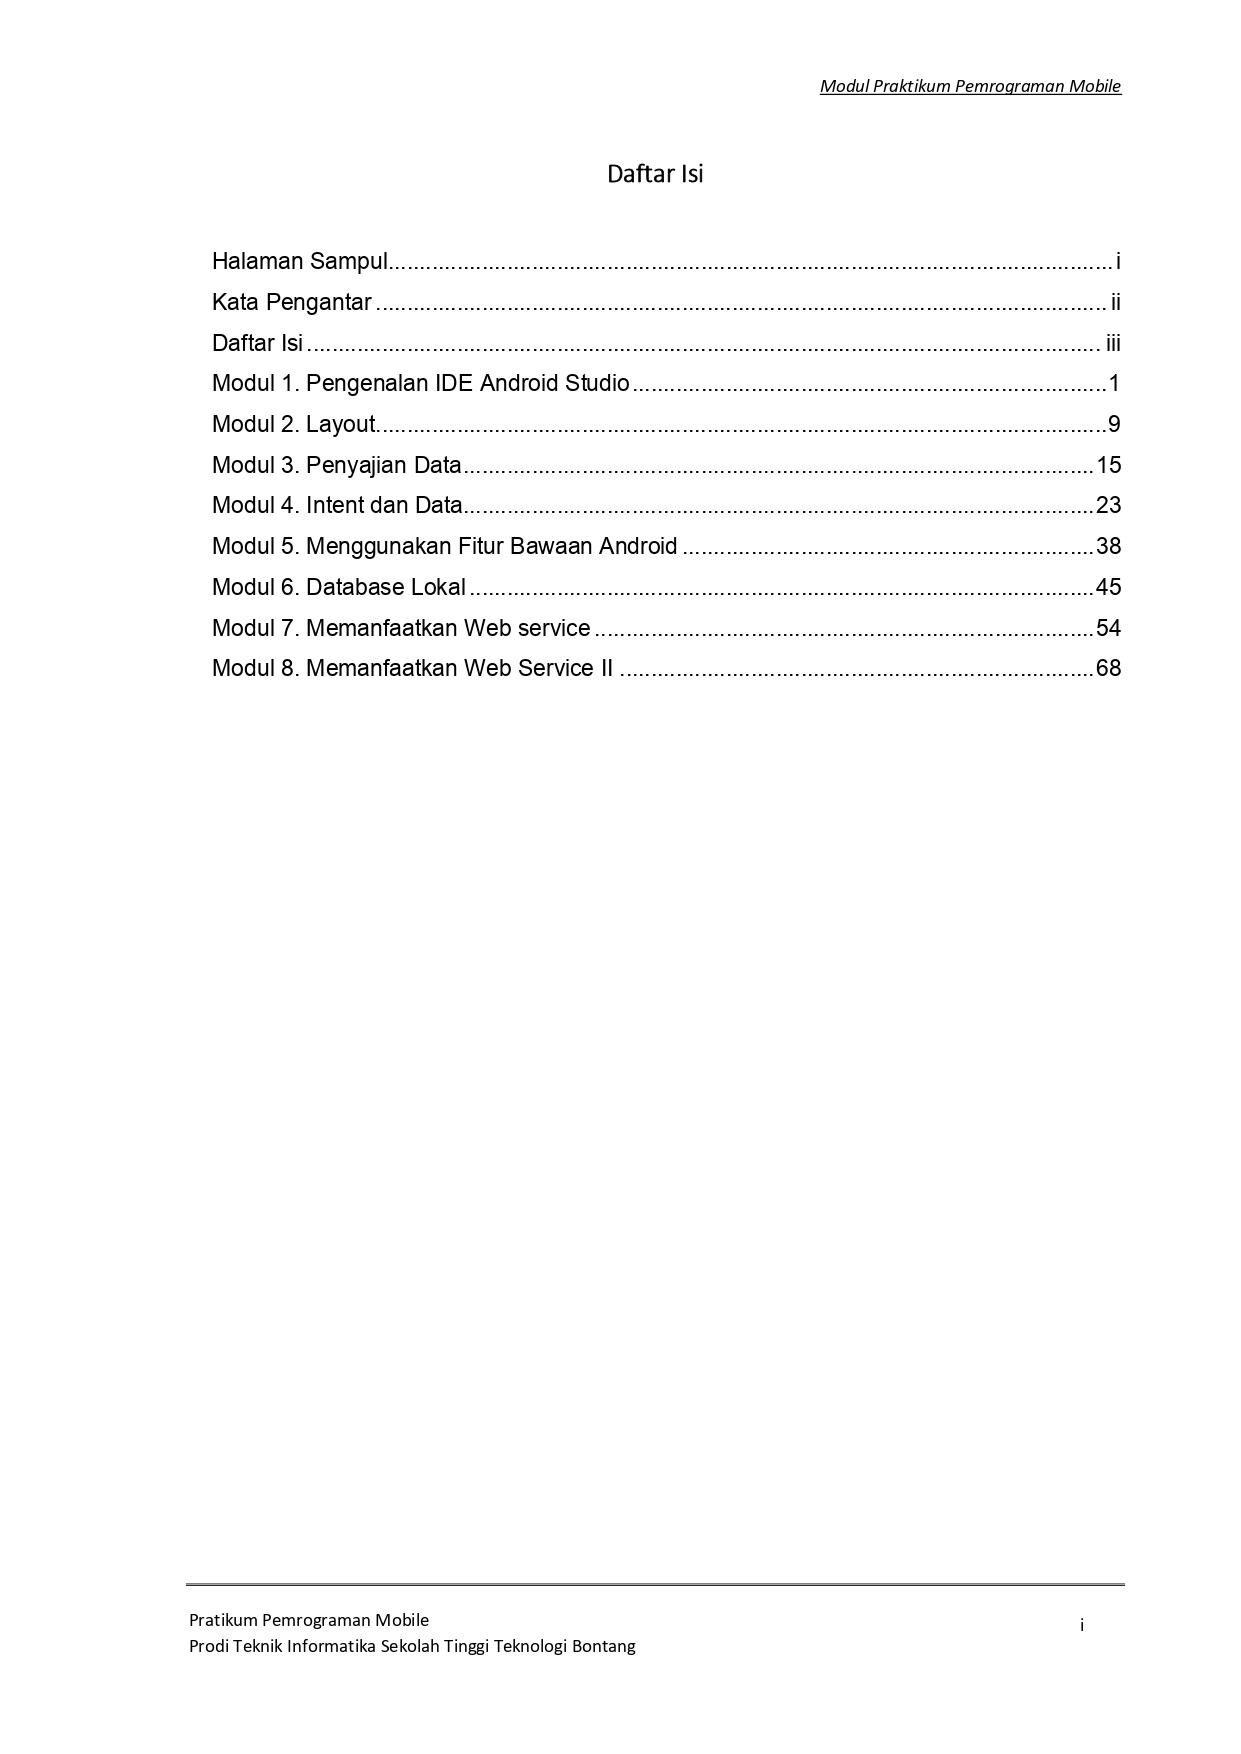 Modul Praktikum Pemrograman Mobile
Daftar Isi
Halaman Sampul....................................................................................................................i
Kata Pengantar .....................................................................................................................ii
Daftar Isi ............................................................................................................................... iii
Modul 1. Pengenalan IDE Android Studio............................................................................1
Modul 2. Layout.....................................................................................................................9
Modul 3. Penyajian Data.....................................................................................................15
Modul 4. Intent dan Data.....................................................................................................23
Modul 5. Menggunakan Fitur Bawaan Android ..................................................................38
Modul 6. Database Lokal ....................................................................................................45
Modul 7. Memanfaatkan Web service ................................................................................54
Modul 8. Memanfaatkan Web Service II ............................................................................68
Pratikum Pemrograman Mobile
i
Prodi Teknik Informatika Sekolah Tinggi Teknologi Bontang